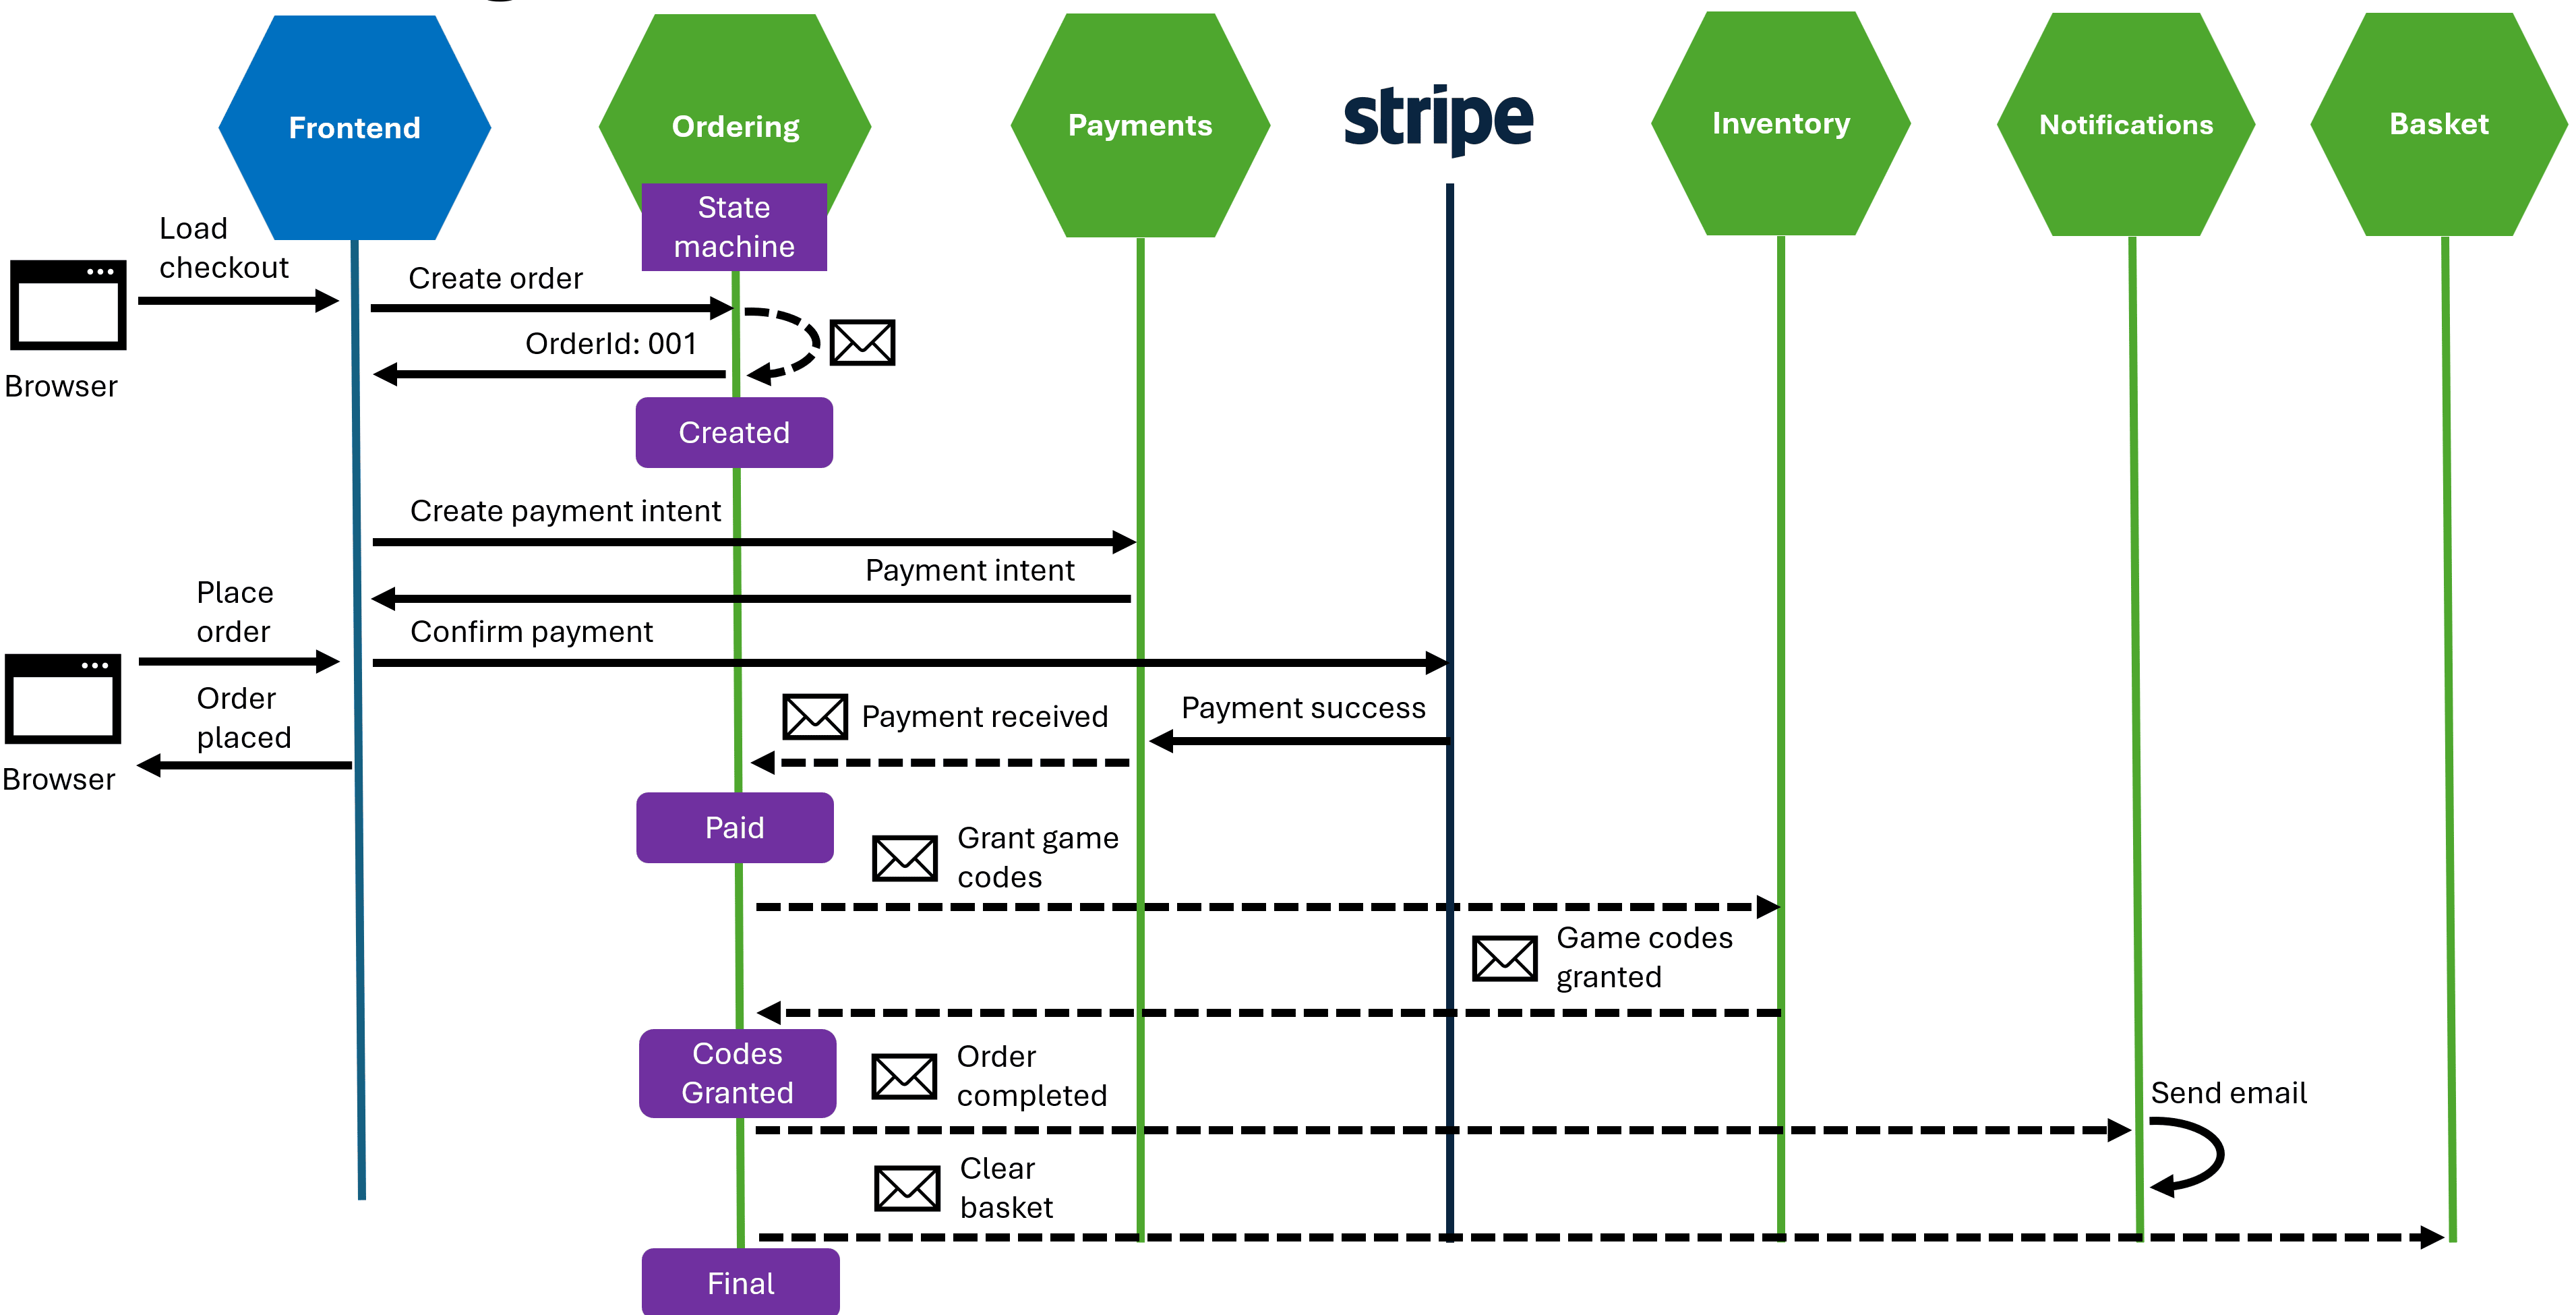 Frontend
Ordering
Payments
stripe
Inventory
Notifications
Basket
State
machine
Load
checkout
Create order
OrderId: 001
Browser
Created
Create payment intent
Payment intent
Place
order
Confirm payment
Order
placed
Payment received
Payment success
Browser
Paid
Grant game
codes
Game codes
granted
Codes
Granted
Order
completed
Send email
Clear
basket
Final